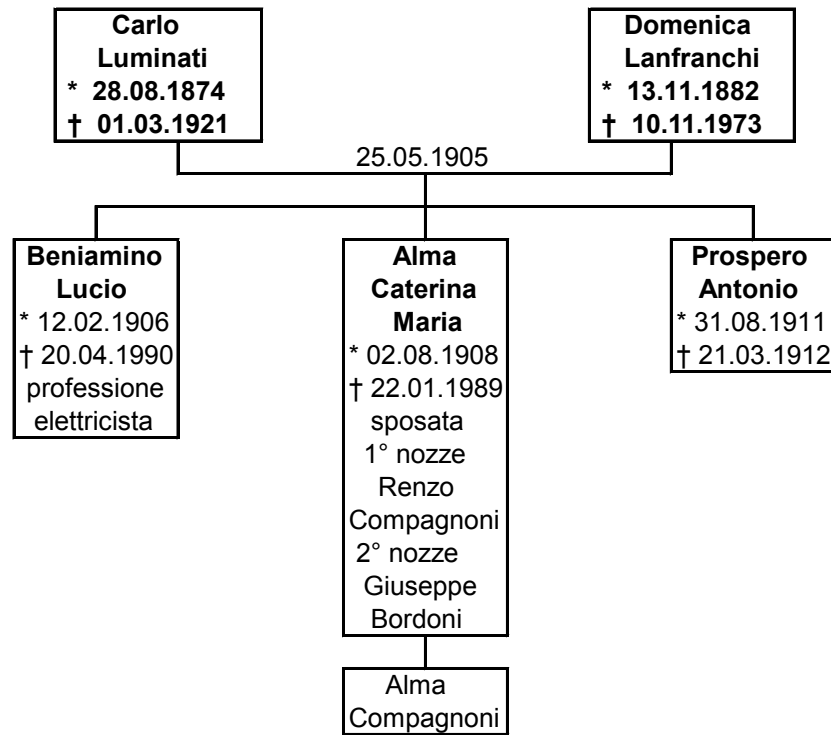 Carlo
Luminati
* 28.08.1874
† 01.03.1921
Domenica
Lanfranchi
* 13.11.1882
† 10.11.1973
25.05.1905
Beniamino
Lucio
* 12.02.1906
† 20.04.1990
professione
elettricista
Alma
Caterina
Maria
* 02.08.1908
† 22.01.1989
sposata
1° nozze
Renzo
Compagnoni
2° nozze
Giuseppe
Bordoni
Prospero
Antonio
* 31.08.1911
† 21.03.1912
Alma
Compagnoni